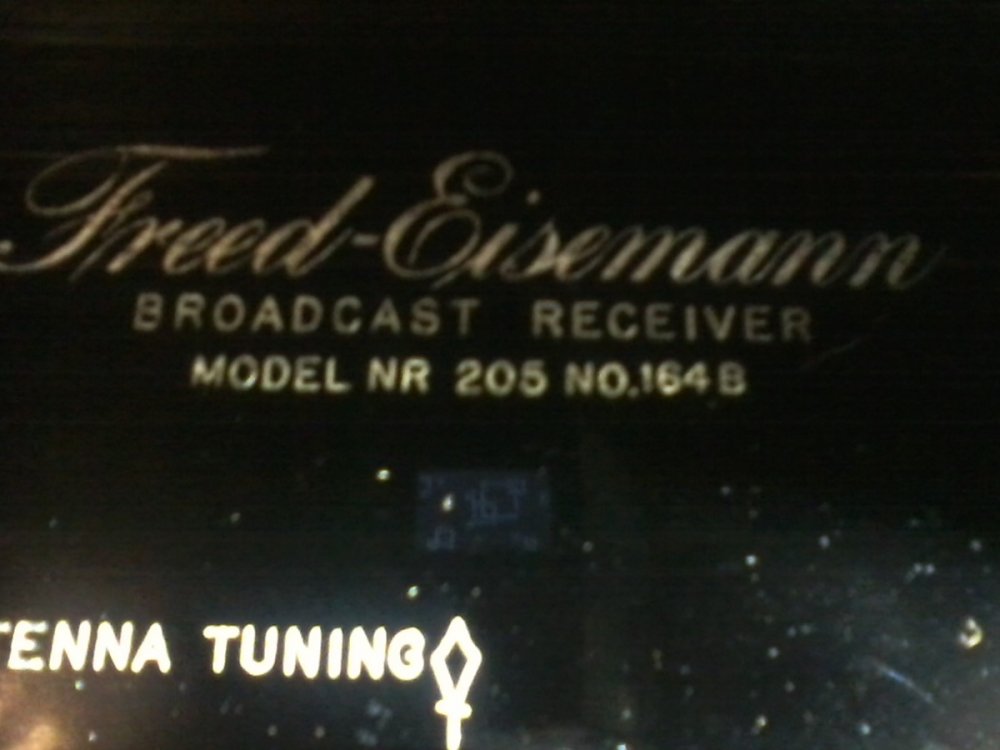 Freed-Eisemann
BROADCAST RECEIVER
MODEL NR 205 NO.164B
TENNA TUNING